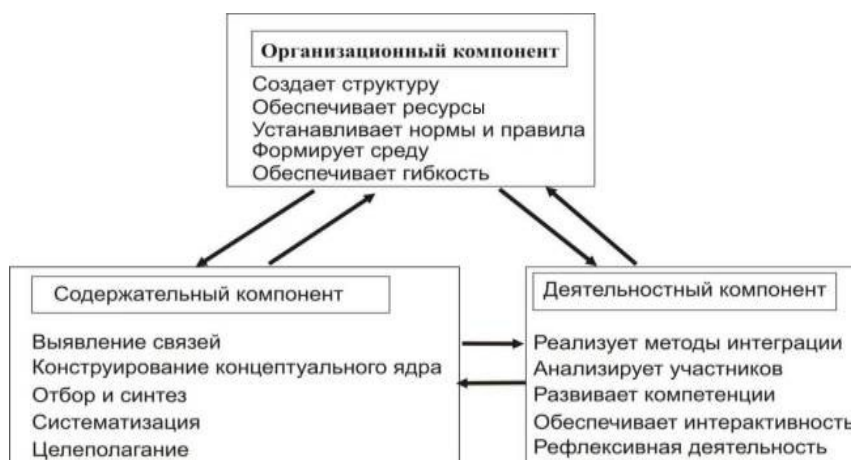 Организационный компонент
Создает структуру
Обеспечивает ресурсы
Устанавливает нормы и правила
Формирует среду
Обеспечивает гибкость
Содержательный компонент
Выявление связей
Конструирование концептуального ядра
Отбор и синтез
Систематизация
Целеполагание
Деятельностный компонент
Реализует методы интеграции
Анализирует участников
Развивает компетенции
Обеспечивает интерактивность
Рефлексивная деятельность